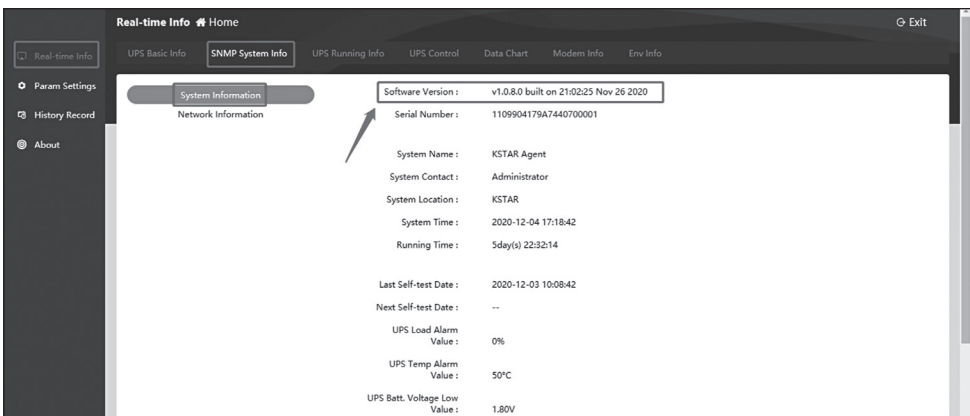 Real-time Info Home Exit
Real-time Info
UPS Basic Info SNMP System Info UPS Running Info UPS Control Data Chart Modem Info Env Info
Param Settings
History Record
About
System Information
Network Information
Software Version : v1.0.8.0 built on 21:02:25 Nov 26 2020
Serial Number : 1109904179A7440700001
System Name : KSTAR Agent
System Contact : Administrator
System Location : KSTAR
System Time : 2020-12-04 17:18:42
Running Time : 5day(s) 22:32:14
Last Self-test Date : 2020-12-03 10:08:42
Next Self-test Date : --
UPS Load Alarm
Value : 0%
UPS Temp Alarm
Value : 50°C
UPS Batt. Voltage Low
Value : 1.80V